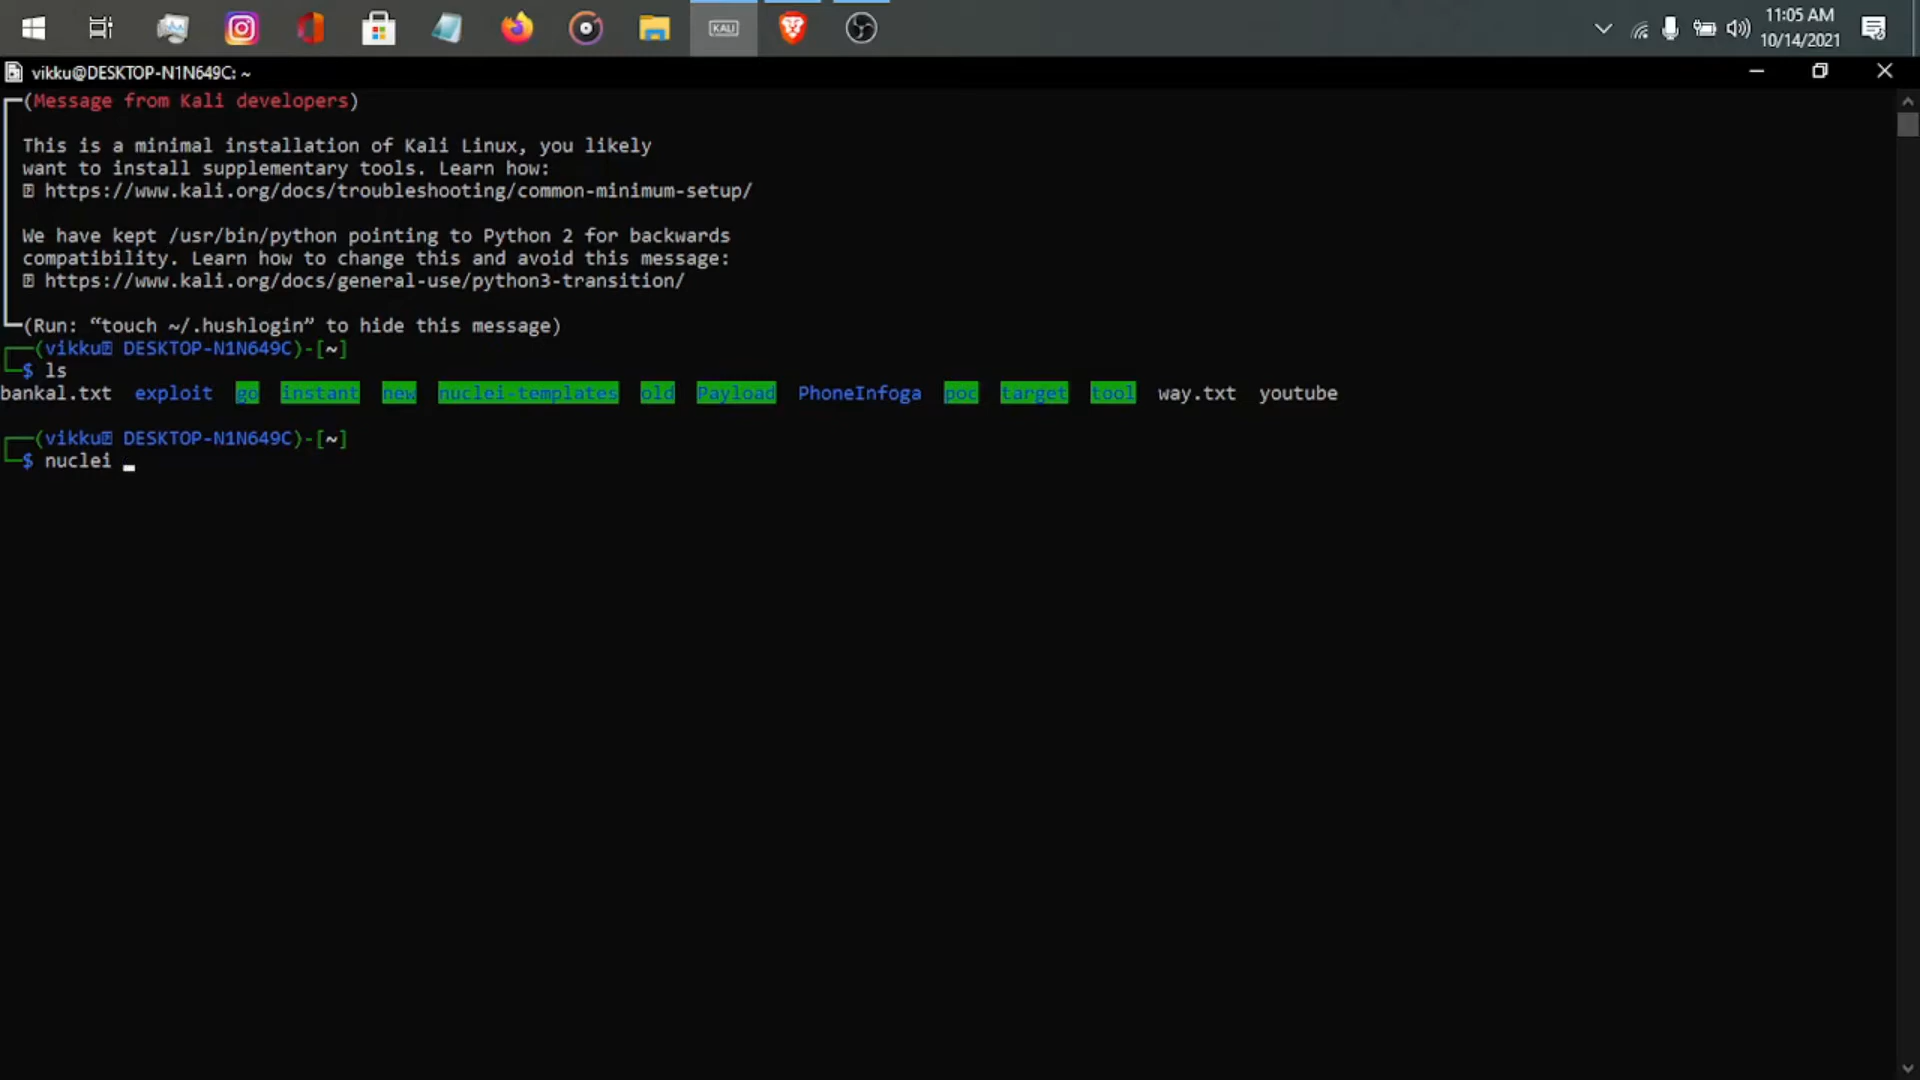 KALI
11:05 AM
10/14/2021
vikku@DESKTOP-N1N649C: ~
(Message from Kali developers)
This is a minimal installation of Kali Linux, you likely
want to install supplementary tools. Learn how:
https://www.kali.org/docs/troubleshooting/common-minimum-setup/
We have kept /usr/bin/python pointing to Python 2 for backwards
compatibility. Learn how to change this and avoid this message:
https://www.kali.org/docs/general-use/python3-transition/
(Run: “touch ~/.hushlogin” to hide this message)
(vikku DESKTOP-N1N649C)-[~]
$ ls
bankal.txt exploit go instant new nuclei-templates old Payload PhoneInfoga poc target tool way.txt youtube
(vikku DESKTOP-N1N649C)-[~]
$ nuclei _